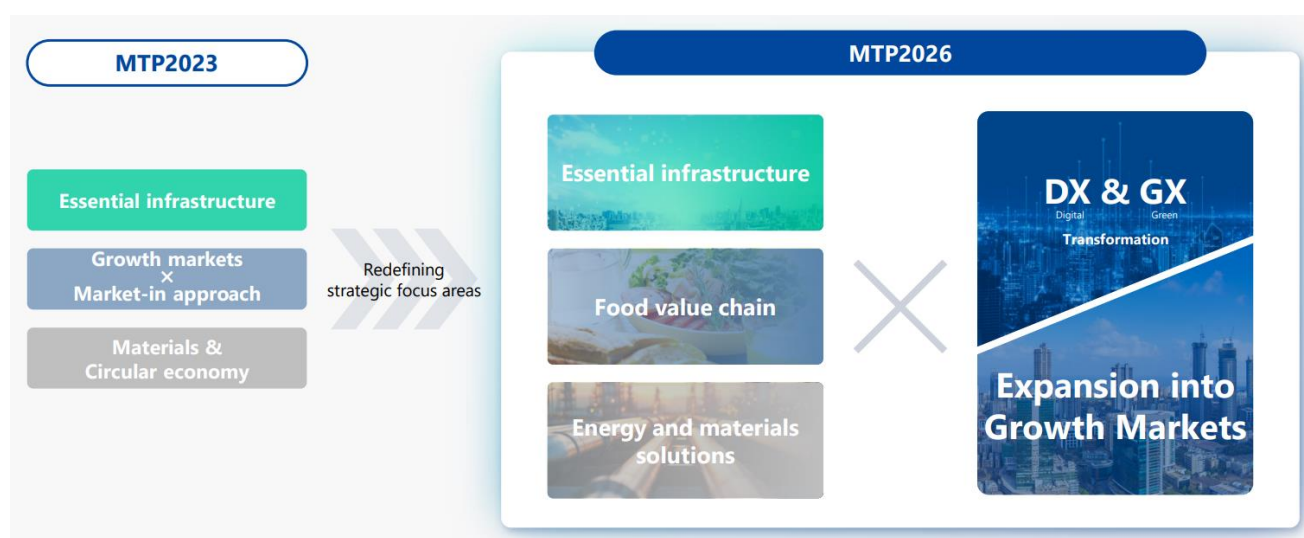 MTP2023
Essential infrastructure
Growth markets
×
Market-in approach
Materials &
Circular economy
Redefining
strategic focus areas
MTP2026
Essential infrastructure
Food value chain
Energy and materials
solutions
DX & GX
Digital Green
Transformation
Expansion into
Growth Markets